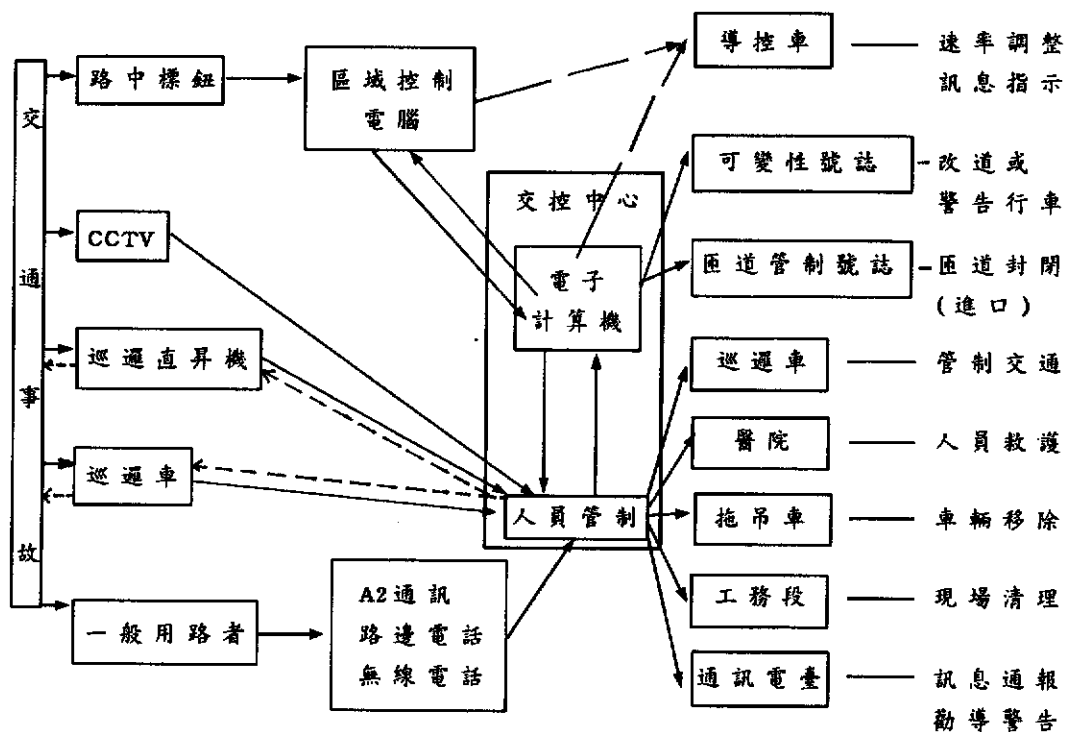 交通事故
路中標鈕
CCTV
巡邏直昇機
巡邏車
一般用路者
區域控制
電腦
A2通訊
路邊電話
無線電話
交控中心
電子
計算機
人員管制
導控車
可變性號誌
匝道管制號誌
巡邏車
醫院
拖吊車
工務段
通訊電臺
速率調整
訊息指示
改道或
警告行車
匝道封閉
(進口)
管制交通
人員救護
車輛移除
現場清理
訊息通報
勸導警告